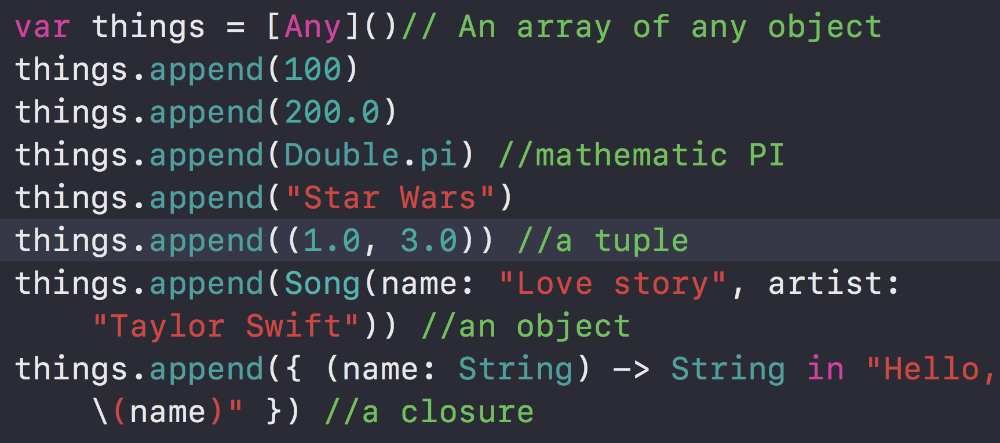 var things = [Any]()// An array of any object
things.append(100)
things.append(200.0)
things.append(Double.pi) //mathematic PI
things.append("Star Wars")
things.append((1.0, 3.0)) //a tuple
things.append(Song(name: "Love story", artist:
"Taylor Swift")) //an object
things.append({ (name: String) -> String in "Hello,
\(name)" }) //a closure